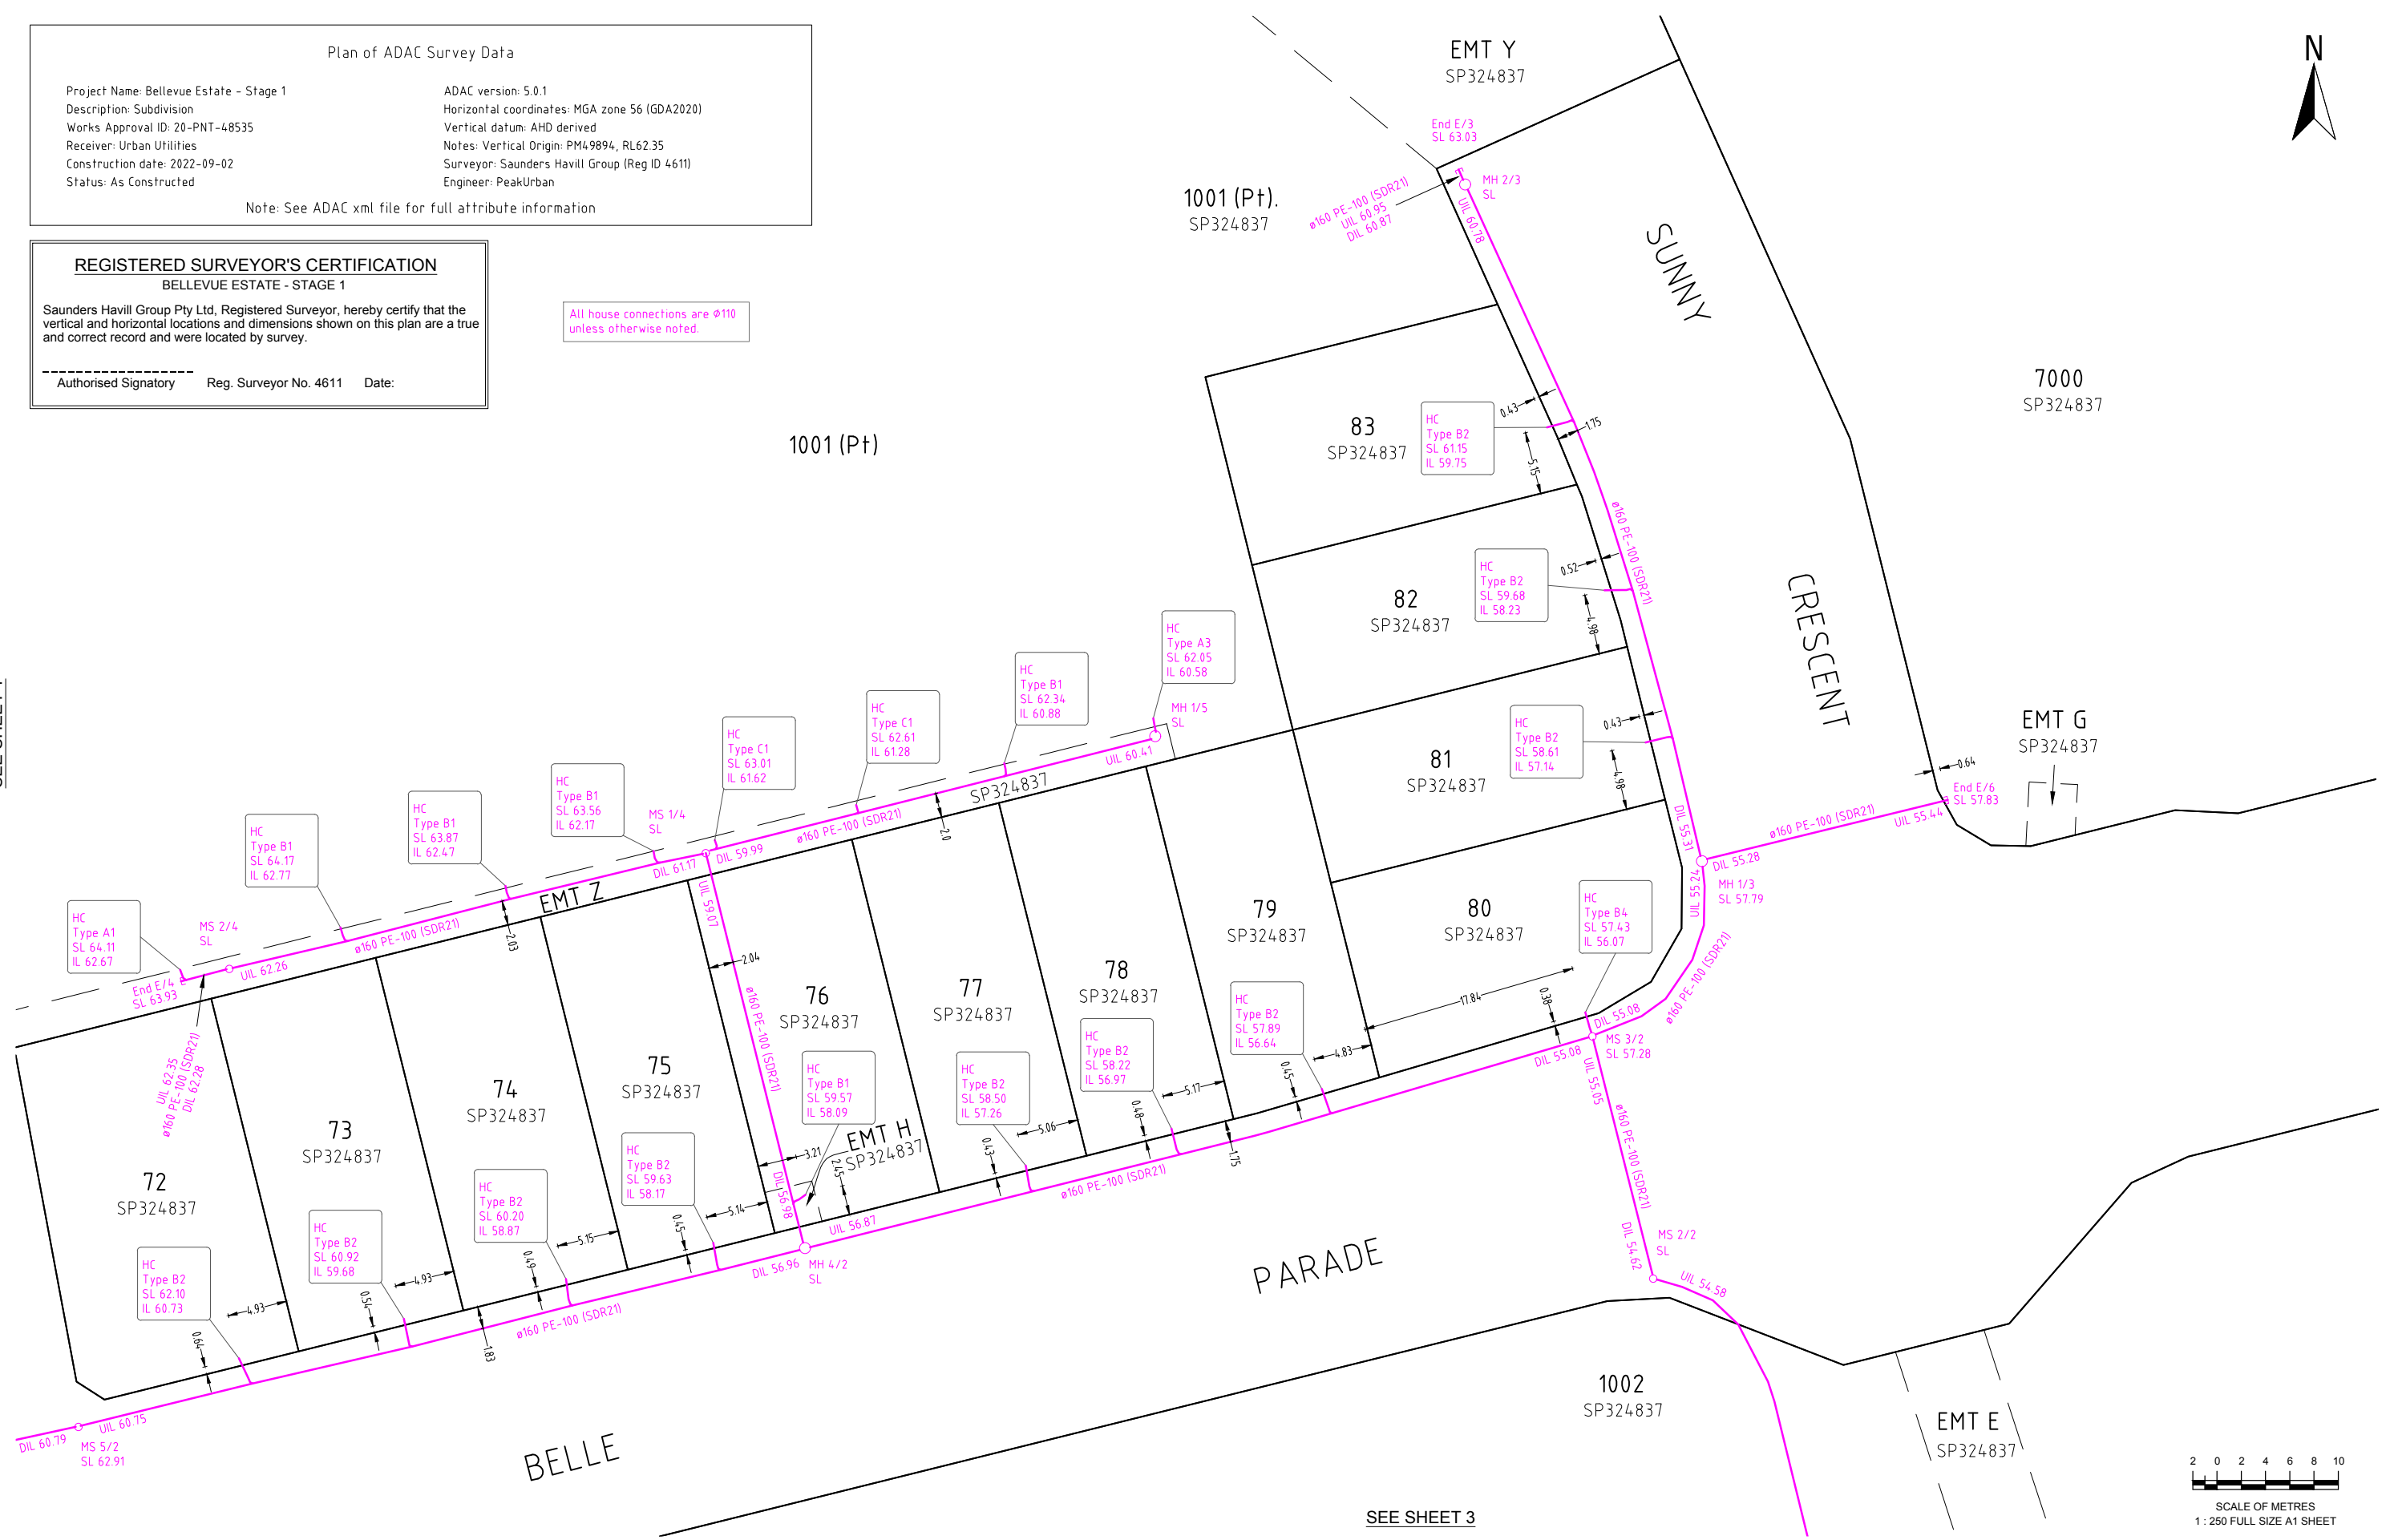 Plan of ADAC Survey Data
Project Name: Bellevue Estate - Stage 1
Description: Subdivision
Works Approval ID: 20-PNT-48535
Receiver: Urban Utilities
Construction date: 2022-09-02
Status: As Constructed
ADAC version: 5.0.1
Horizontal coordinates: MGA zone 56 (GDA2020)
Vertical datum: AHD derived
Notes: Vertical Origin: PM49894, RL62.35
Surveyor: Saunders Havill Group (Reg ID 4611)
Engineer: PeakUrban
Note: See ADAC xml file for full attribute information
REGISTERED SURVEYOR'S CERTIFICATION
BELLEVUE ESTATE - STAGE 1
Saunders Havill Group Pty Ltd, Registered Surveyor, hereby certify that the
vertical and horizontal locations and dimensions shown on this plan are a true
and correct record and were located by survey.
Authorised Signatory Reg. Surveyor No. 4611 Date:
All house connections are ø110
unless otherwise noted.
N
EMT Y
SP324837
End E/3
SL 63.03
MH 2/3
SL
ø160 PE-100 (SDR21)
UIL 60.95
DIL 60.87
UIL 60.78
1001 (Pt).
SP324837
SUNNY
CRESCENT
7000
SP324837
1001 (Pt)
83
SP324837
HC
Type B2
SL 61.15
IL 59.75
0.43
1.75
5.15
ø160 PE-100 (SDR21)
82
SP324837
HC
Type B2
SL 59.68
IL 58.23
0.52
4.98
81
SP324837
HC
Type B2
SL 58.61
IL 57.14
0.43
4.98
DIL 55.31
EMT G
SP324837
0.64
End E/6
SL 57.83
ø160 PE-100 (SDR21)
UIL 55.44
DIL 55.28
MH 1/3
SL 57.79
UIL 55.24
ø160 PE-100 (SDR21)
80
SP324837
HC
Type B4
SL 57.43
IL 56.07
17.84
0.38
DIL 55.08
DIL 55.08
MS 3/2
SL 57.28
UIL 55.05
ø160 PE-100 (SDR21)
DIL 54.62
MS 2/2
SL
UIL 54.58
HC
Type A3
SL 62.05
IL 60.58
MH 1/5
SL
UIL 60.41
HC
Type B1
SL 62.34
IL 60.88
HC
Type C1
SL 62.61
IL 61.28
HC
Type C1
SL 63.01
IL 61.62
HC
Type B1
SL 63.56
IL 62.17
MS 1/4
SL
HC
Type B1
SL 63.87
IL 62.47
HC
Type B1
SL 64.17
IL 62.77
HC
Type A1
SL 64.11
IL 62.67
MS 2/4
SL
End E/4
SL 63.93
UIL 62.26
ø160 PE-100 (SDR21)
UIL 62.35
ø160 PE-100 (SDR21)
DIL 62.28
EMT Z
SP324837
2.03
DIL 61.17
DIL 59.99
ø160 PE-100 (SDR21)
2.0
UIL 59.07
2.04
ø160 PE-100 (SDR21)
DIL 56.98
72
SP324837
HC
Type B2
SL 62.10
IL 60.73
4.93
0.64
73
SP324837
HC
Type B2
SL 60.92
IL 59.68
4.93
0.54
74
SP324837
HC
Type B2
SL 60.20
IL 58.87
5.15
0.49
75
SP324837
HC
Type B2
SL 59.63
IL 58.17
5.14
0.45
76
SP324837
HC
Type B1
SL 59.57
IL 58.09
3.21
2.45
EMT H
SP324837
77
SP324837
HC
Type B2
SL 58.50
IL 57.26
5.06
0.43
78
SP324837
HC
Type B2
SL 58.22
IL 56.97
5.17
0.48
79
SP324837
HC
Type B2
SL 57.89
IL 56.64
4.83
0.45
1.75
ø160 PE-100 (SDR21)
UIL 56.87
MH 4/2
SL
DIL 56.96
ø160 PE-100 (SDR21)
1.83
UIL 60.75
DIL 60.79
MS 5/2
SL 62.91
BELLE
PARADE
1002
SP324837
EMT E
SP324837
SEE SHEET 3
2 0 2 4 6 8 10
SCALE OF METRES
1 : 250 FULL SIZE A1 SHEET